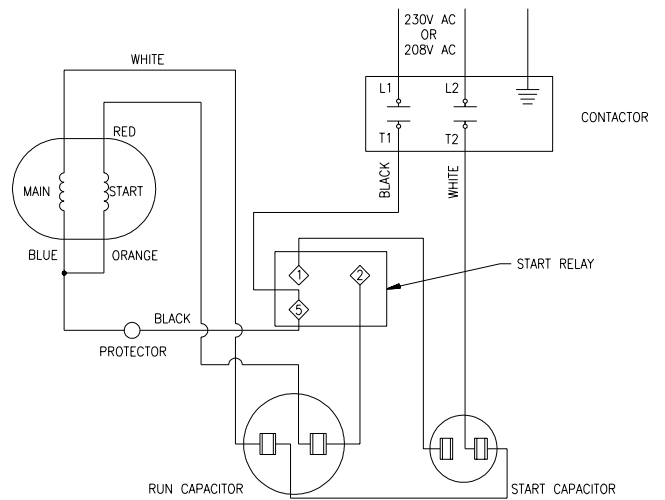 230V AC
OR
208V AC
WHITE
L1
L2
CONTACTOR
RED
T1
T2
BLACK
WHITE
MAIN
START
BLUE
ORANGE
1
2
START RELAY
5
BLACK
PROTECTOR
RUN CAPACITOR
START CAPACITOR